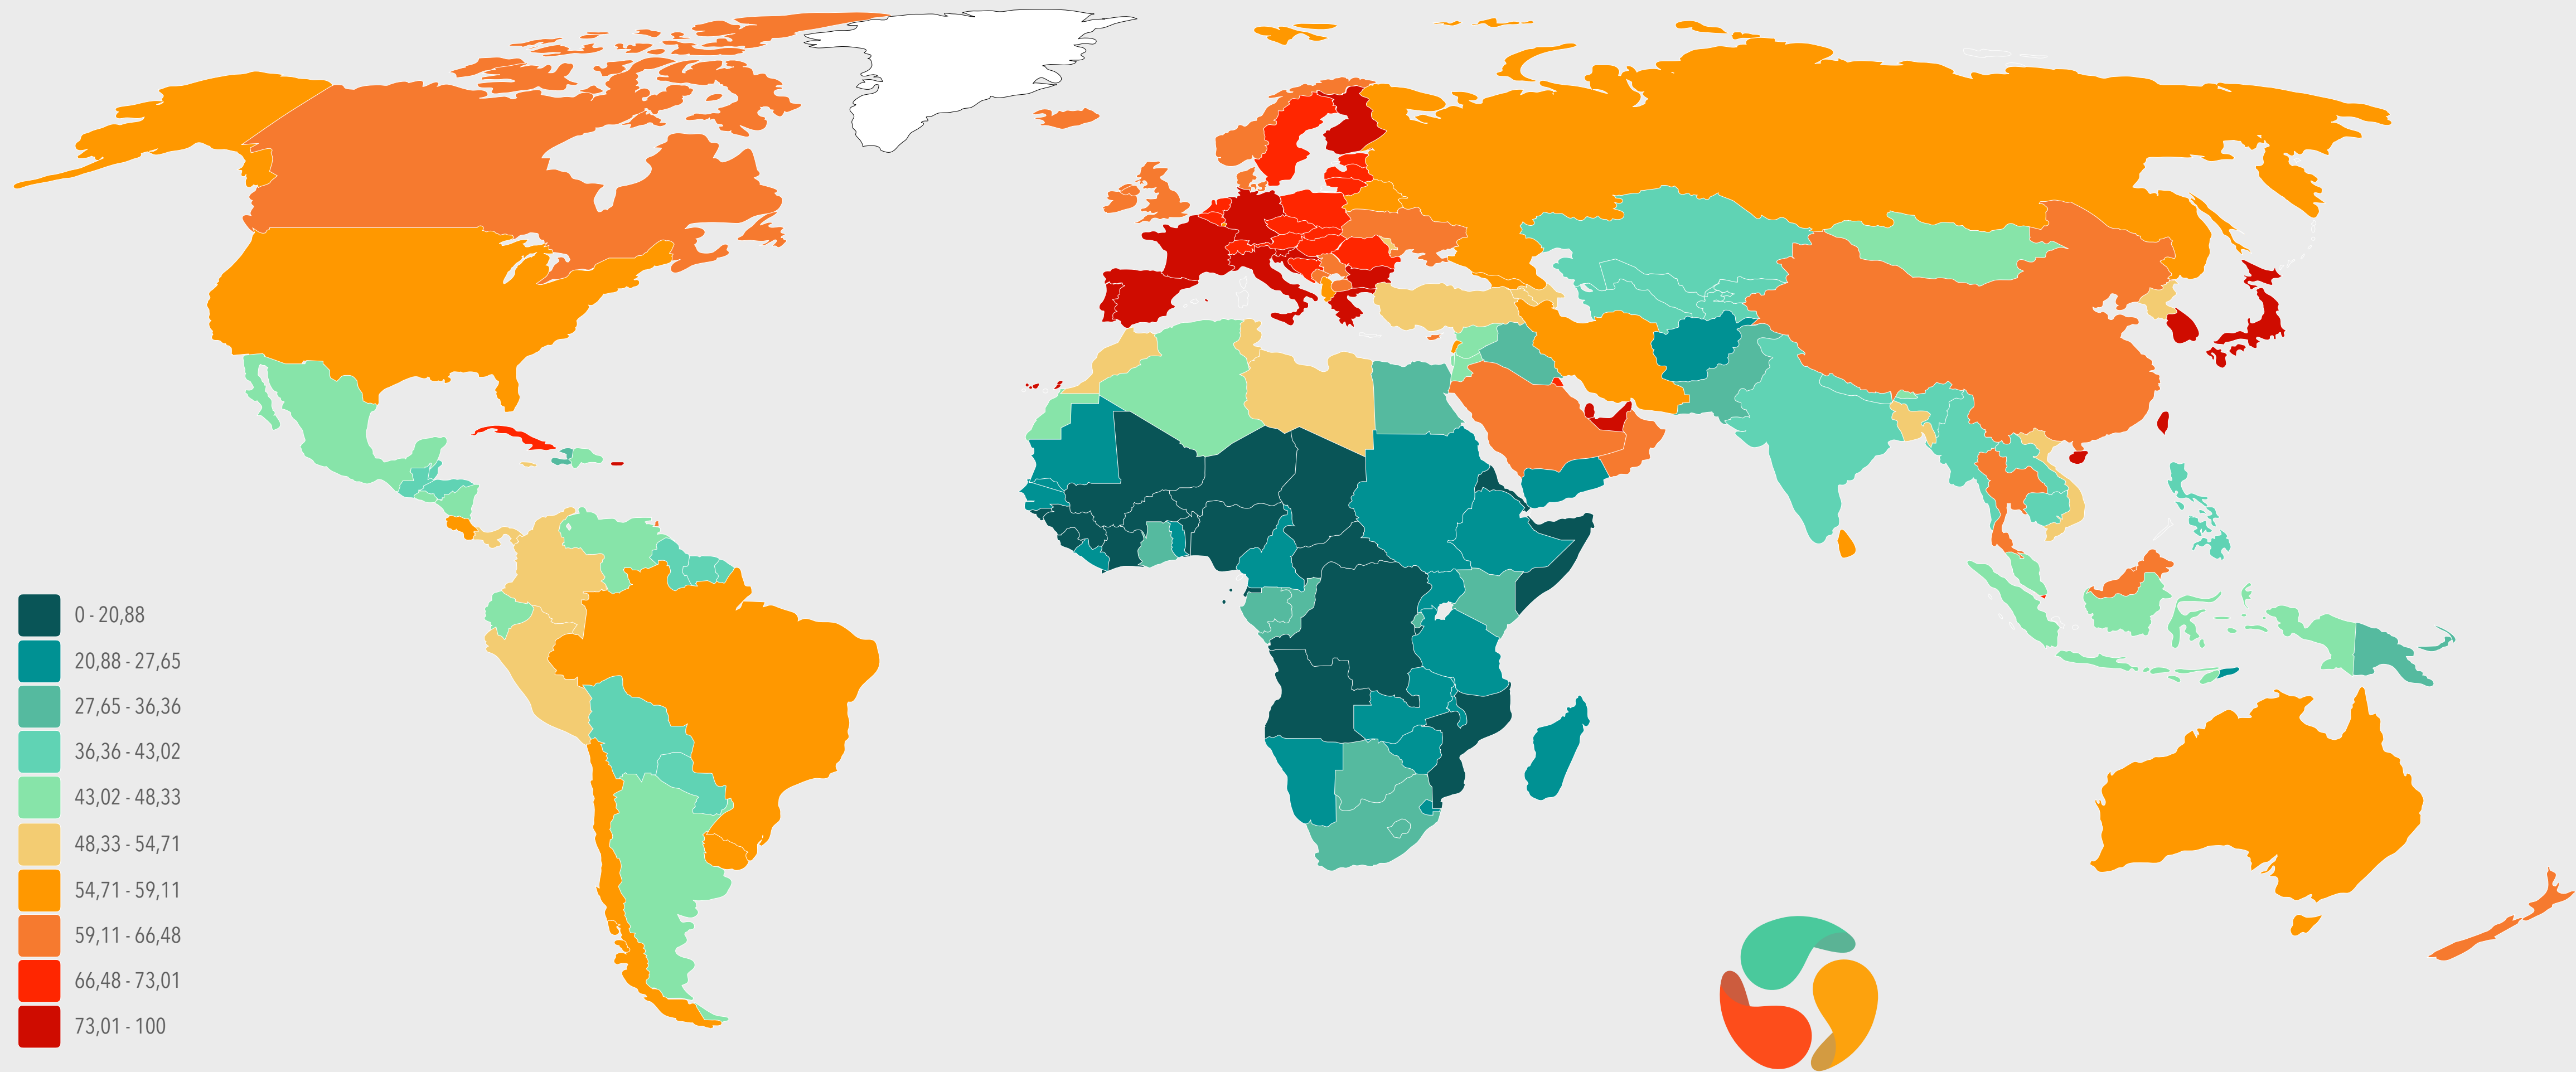 0 - 20,88
20,88 - 27,65
27,65 - 36,36
36,36 - 43,02
43,02 - 48,33
48,33 - 54,71
54,71 - 59,11
59,11 - 66,48
66,48 - 73,01
73,01 - 100